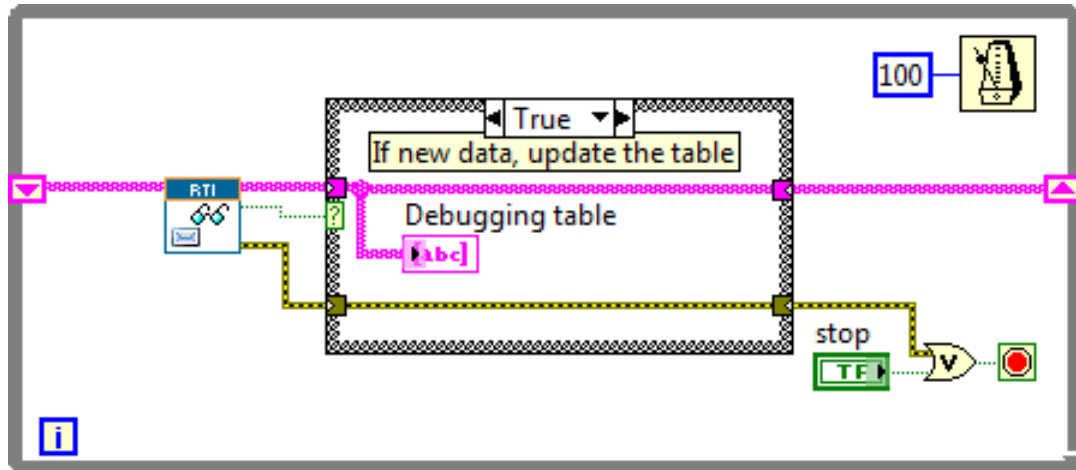 100
True
If new data, update the table
RTI
?
Debugging table
[abc]
stop
TF
V
i